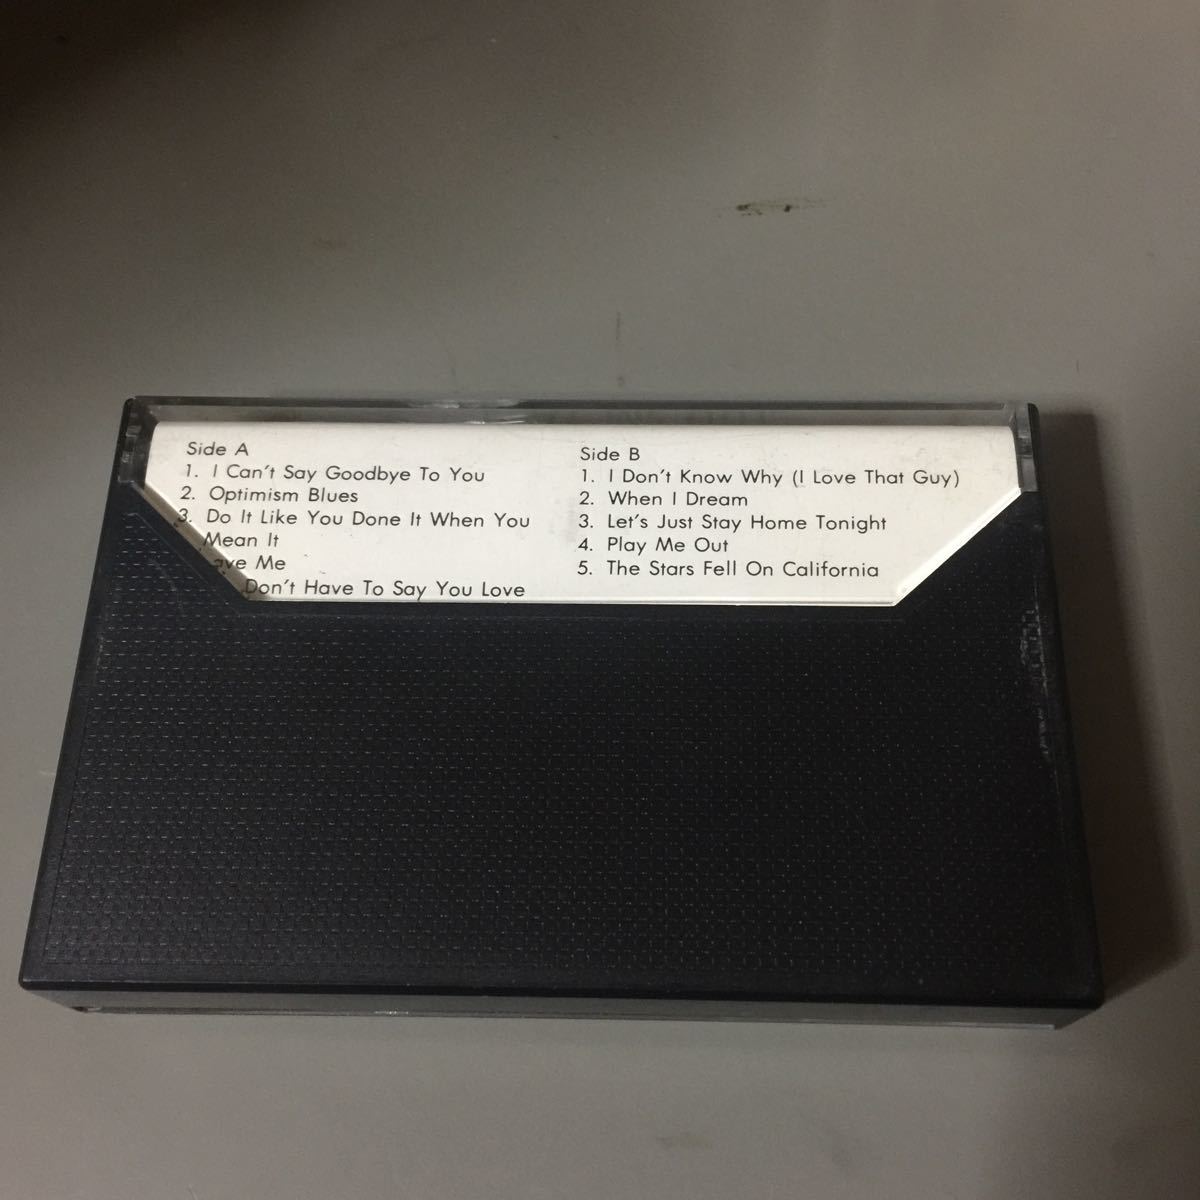 Side A
1. I Can't Say Goodbye To You
2. Optimism Blues
3. Do It Like You Done It When You
Mean It
Me
Don't Have To Say You Love
Side B
1. I Don't Know Why (I Love That Guy)
2. When I Dream
3. Let's Just Stay Home Tonight
4. Play Me Out
5. The Stars Fell On California